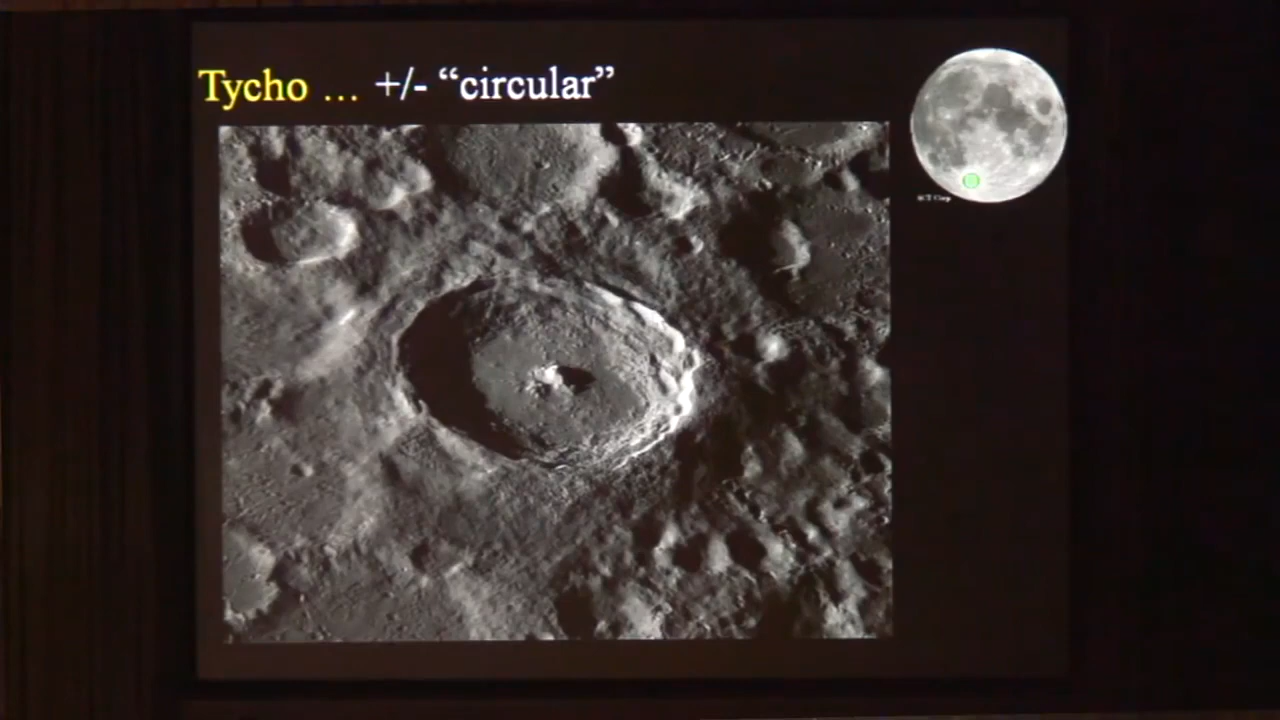 Tycho ... +/- “circular”